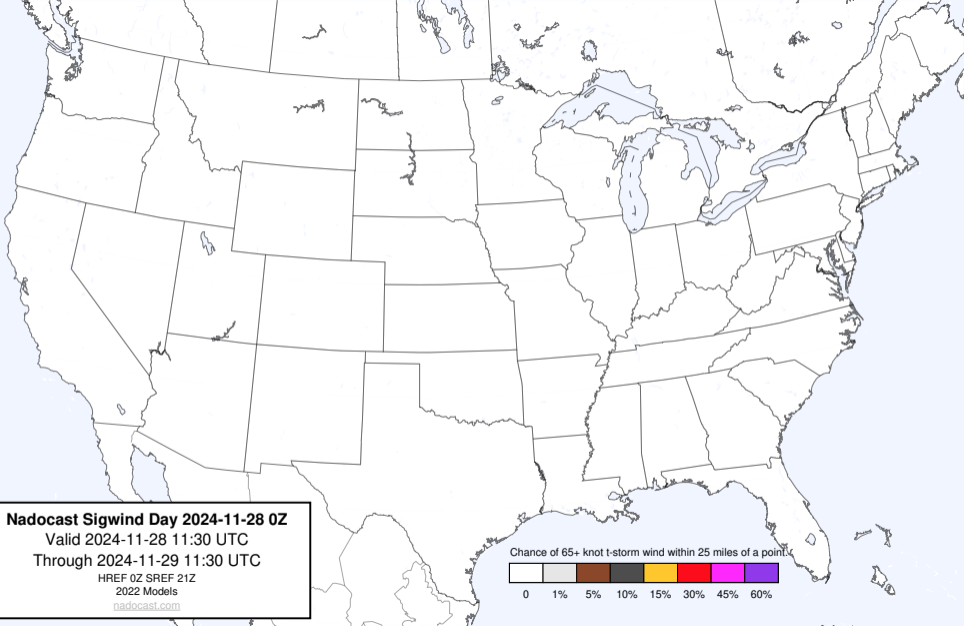 Nadocast Sigwind Day 2024-11-28 0Z
Valid 2024-11-28 11:30 UTC
Through 2024-11-29 11:30 UTC
HREF 0Z SREF 21Z
2022 Models
nadocast.com
Chance of 65+ knot t-storm wind within 25 miles of a point.
0 1% 5% 10% 15% 30% 45% 60%